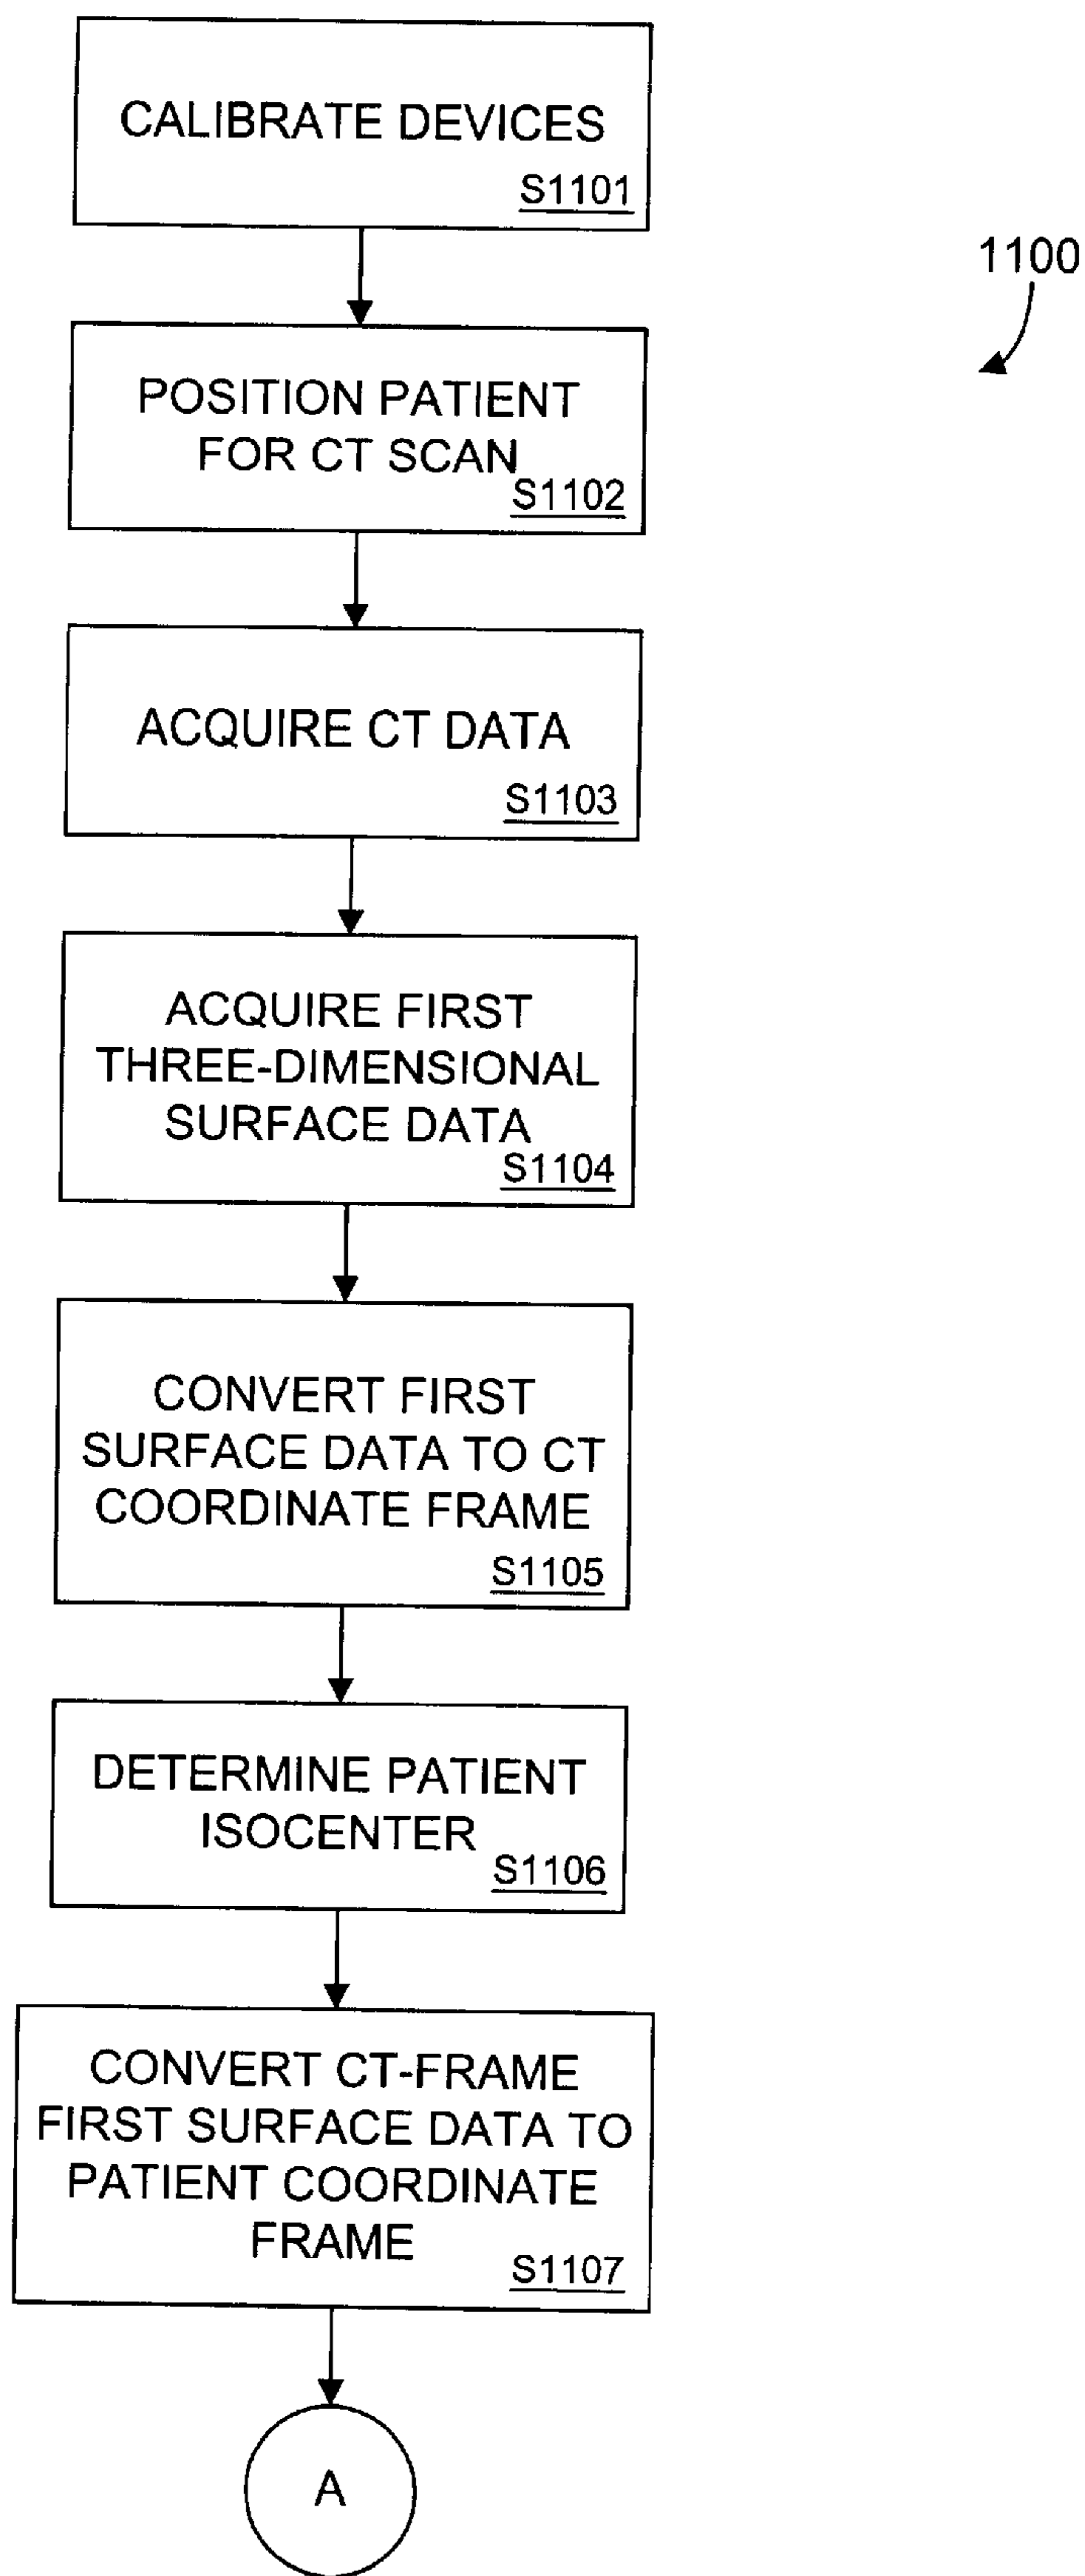 CALIBRATE DEVICES
S1101
1100
POSITION PATIENT
FOR CT SCAN
S1102
ACQUIRE CT DATA
S1103
ACQUIRE FIRST
THREE-DIMENSIONAL
SURFACE DATA
S1104
CONVERT FIRST
SURFACE DATA TO CT
COORDINATE FRAME
S1105
DETERMINE PATIENT
ISOCENTER
S1106
CONVERT CT-FRAME
FIRST SURFACE DATA TO
PATIENT COORDINATE
FRAME
S1107
A